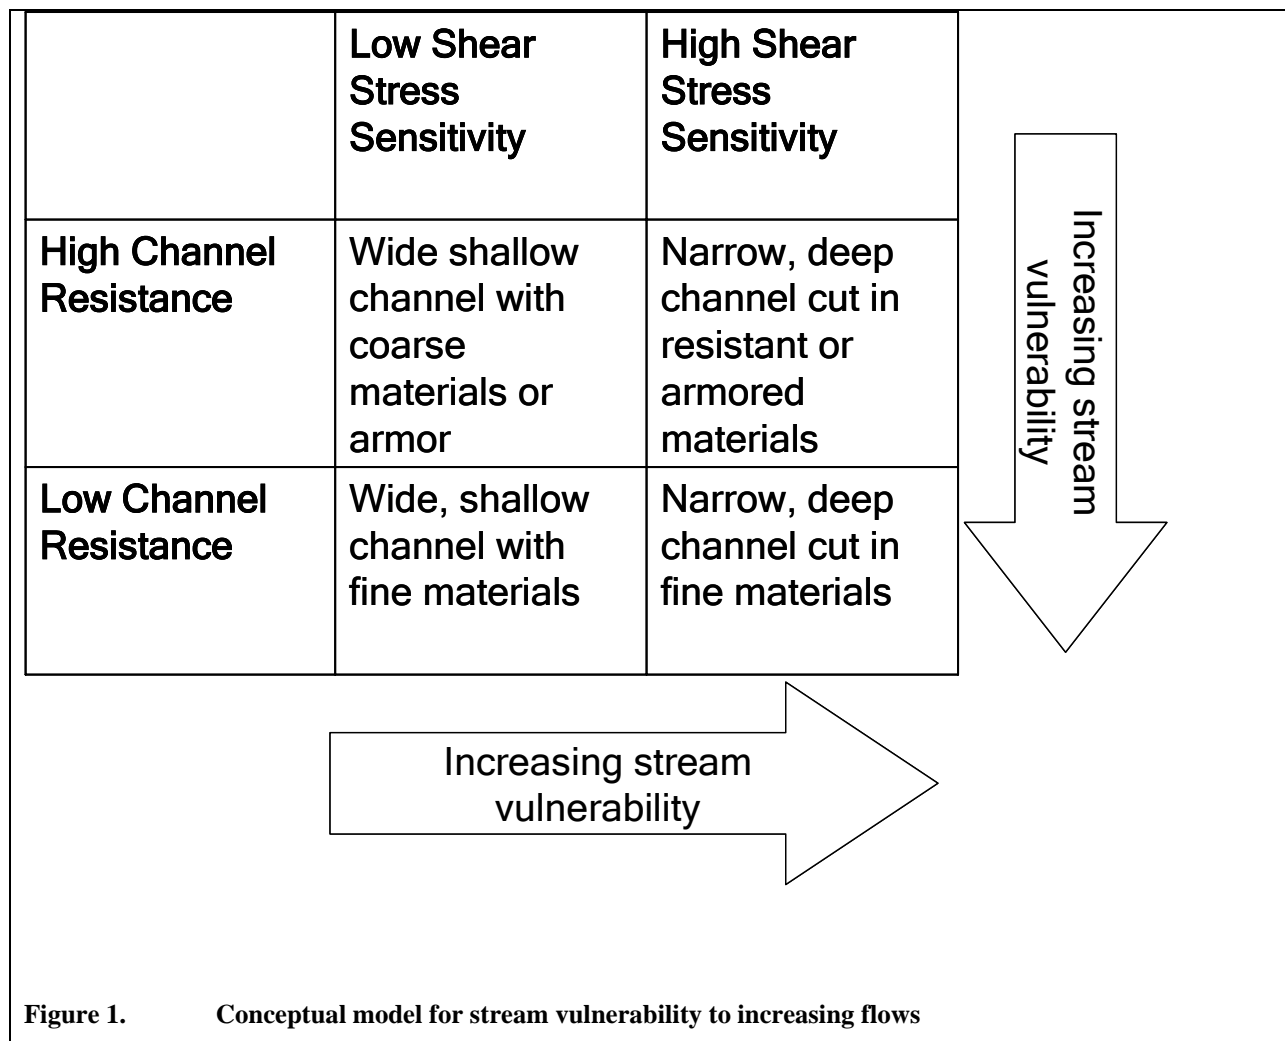 Low Shear
Stress
Sensitivity
High Shear
Stress
Sensitivity
High Channel
Resistance
Wide shallow
channel with
coarse
materials or
armor
Narrow, deep
channel cut in
resistant or
armored
materials
Low Channel
Resistance
Wide, shallow
channel with
fine materials
Narrow, deep
channel cut in
fine materials
Increasing stream
vulnerability
Increasing stream
vulnerability
Figure 1. Conceptual model for stream vulnerability to increasing flows